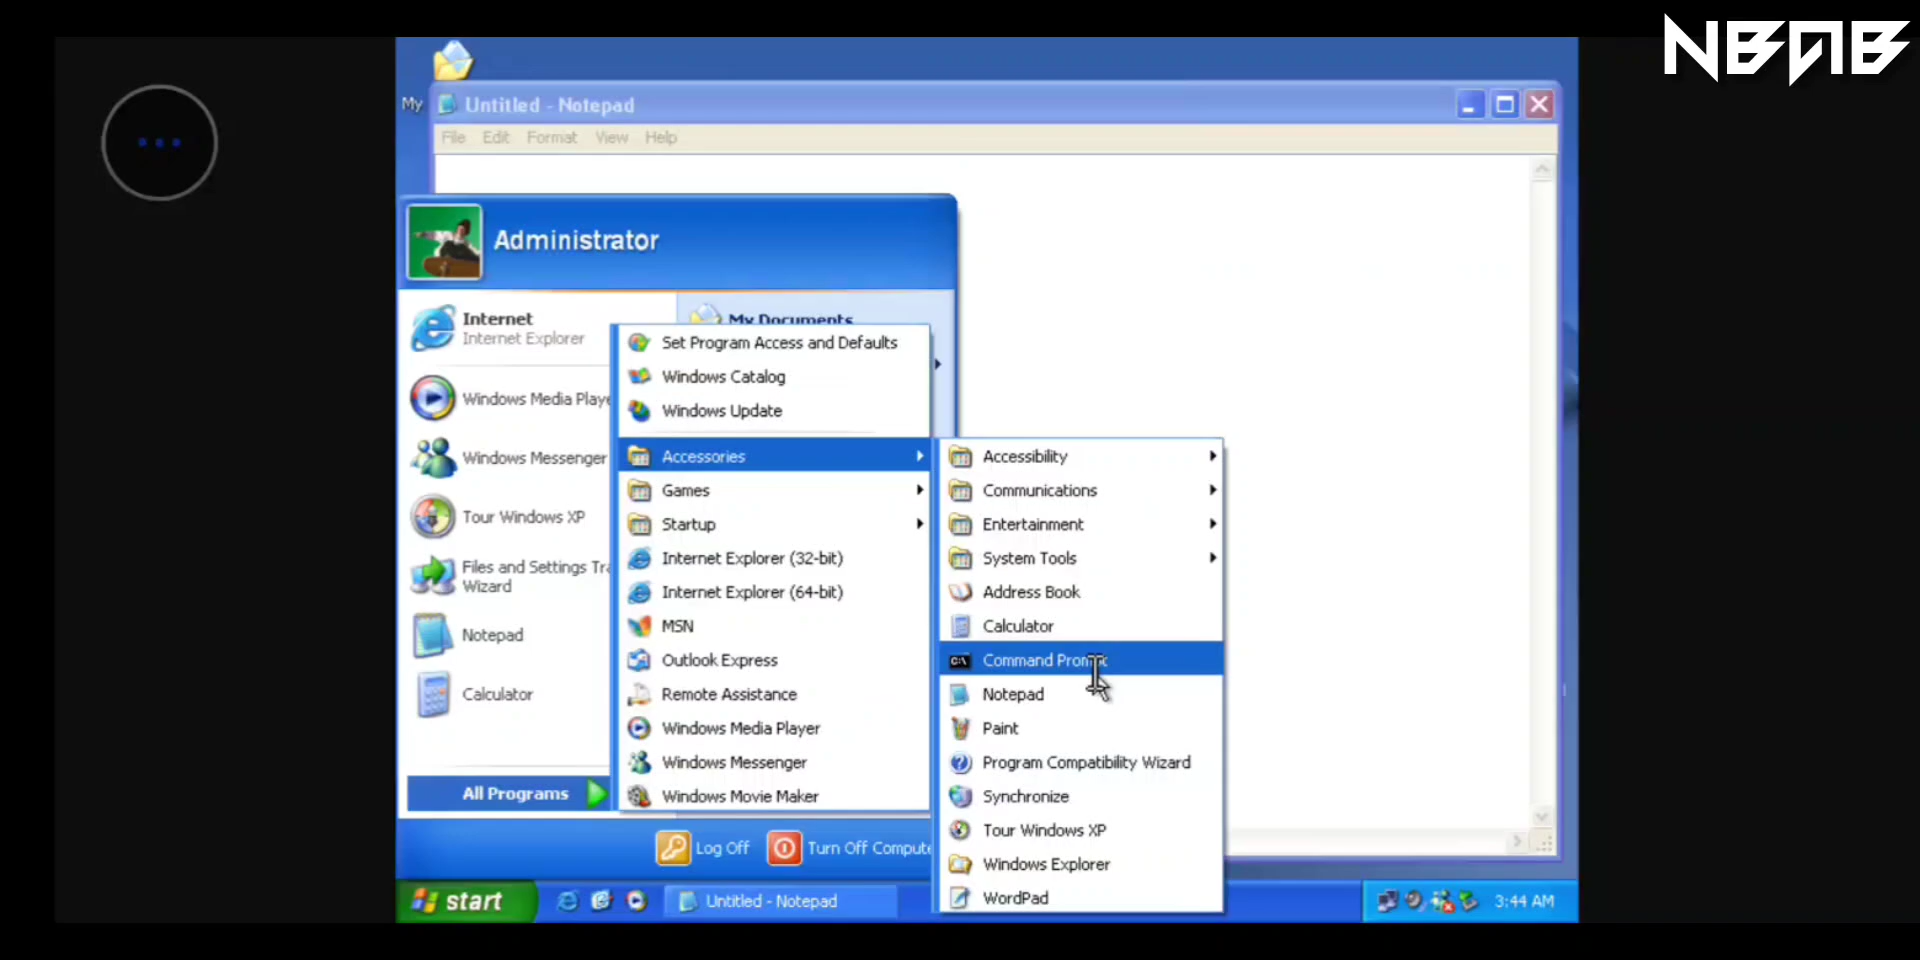 NBAB
My
Untitled - Notepad
File Edit Format View Help
Administrator
Internet
Internet Explorer
Windows Media Playe
Windows Messenger
Tour Windows XP
Files and Settings Tra
Wizard
Notepad
Calculator
All Programs
My Documents
Set Program Access and Defaults
Windows Catalog
Windows Update
Accessories
Games
Startup
Internet Explorer (32-bit)
Internet Explorer (64-bit)
MSN
Outlook Express
Remote Assistance
Windows Media Player
Windows Messenger
Windows Movie Maker
Accessibility
Communications
Entertainment
System Tools
Address Book
Calculator
Command Prompt
Notepad
Paint
Program Compatibility Wizard
Synchronize
Tour Windows XP
Windows Explorer
WordPad
Log Off
Turn Off Compute
start
Untitled - Notepad
3:44 AM